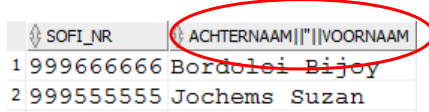 SOFI_NR ACHTERNAAM||''||VOORNAAM
1 999666666 Bordoloi Bijoy
2 999555555 Jochems Suzan